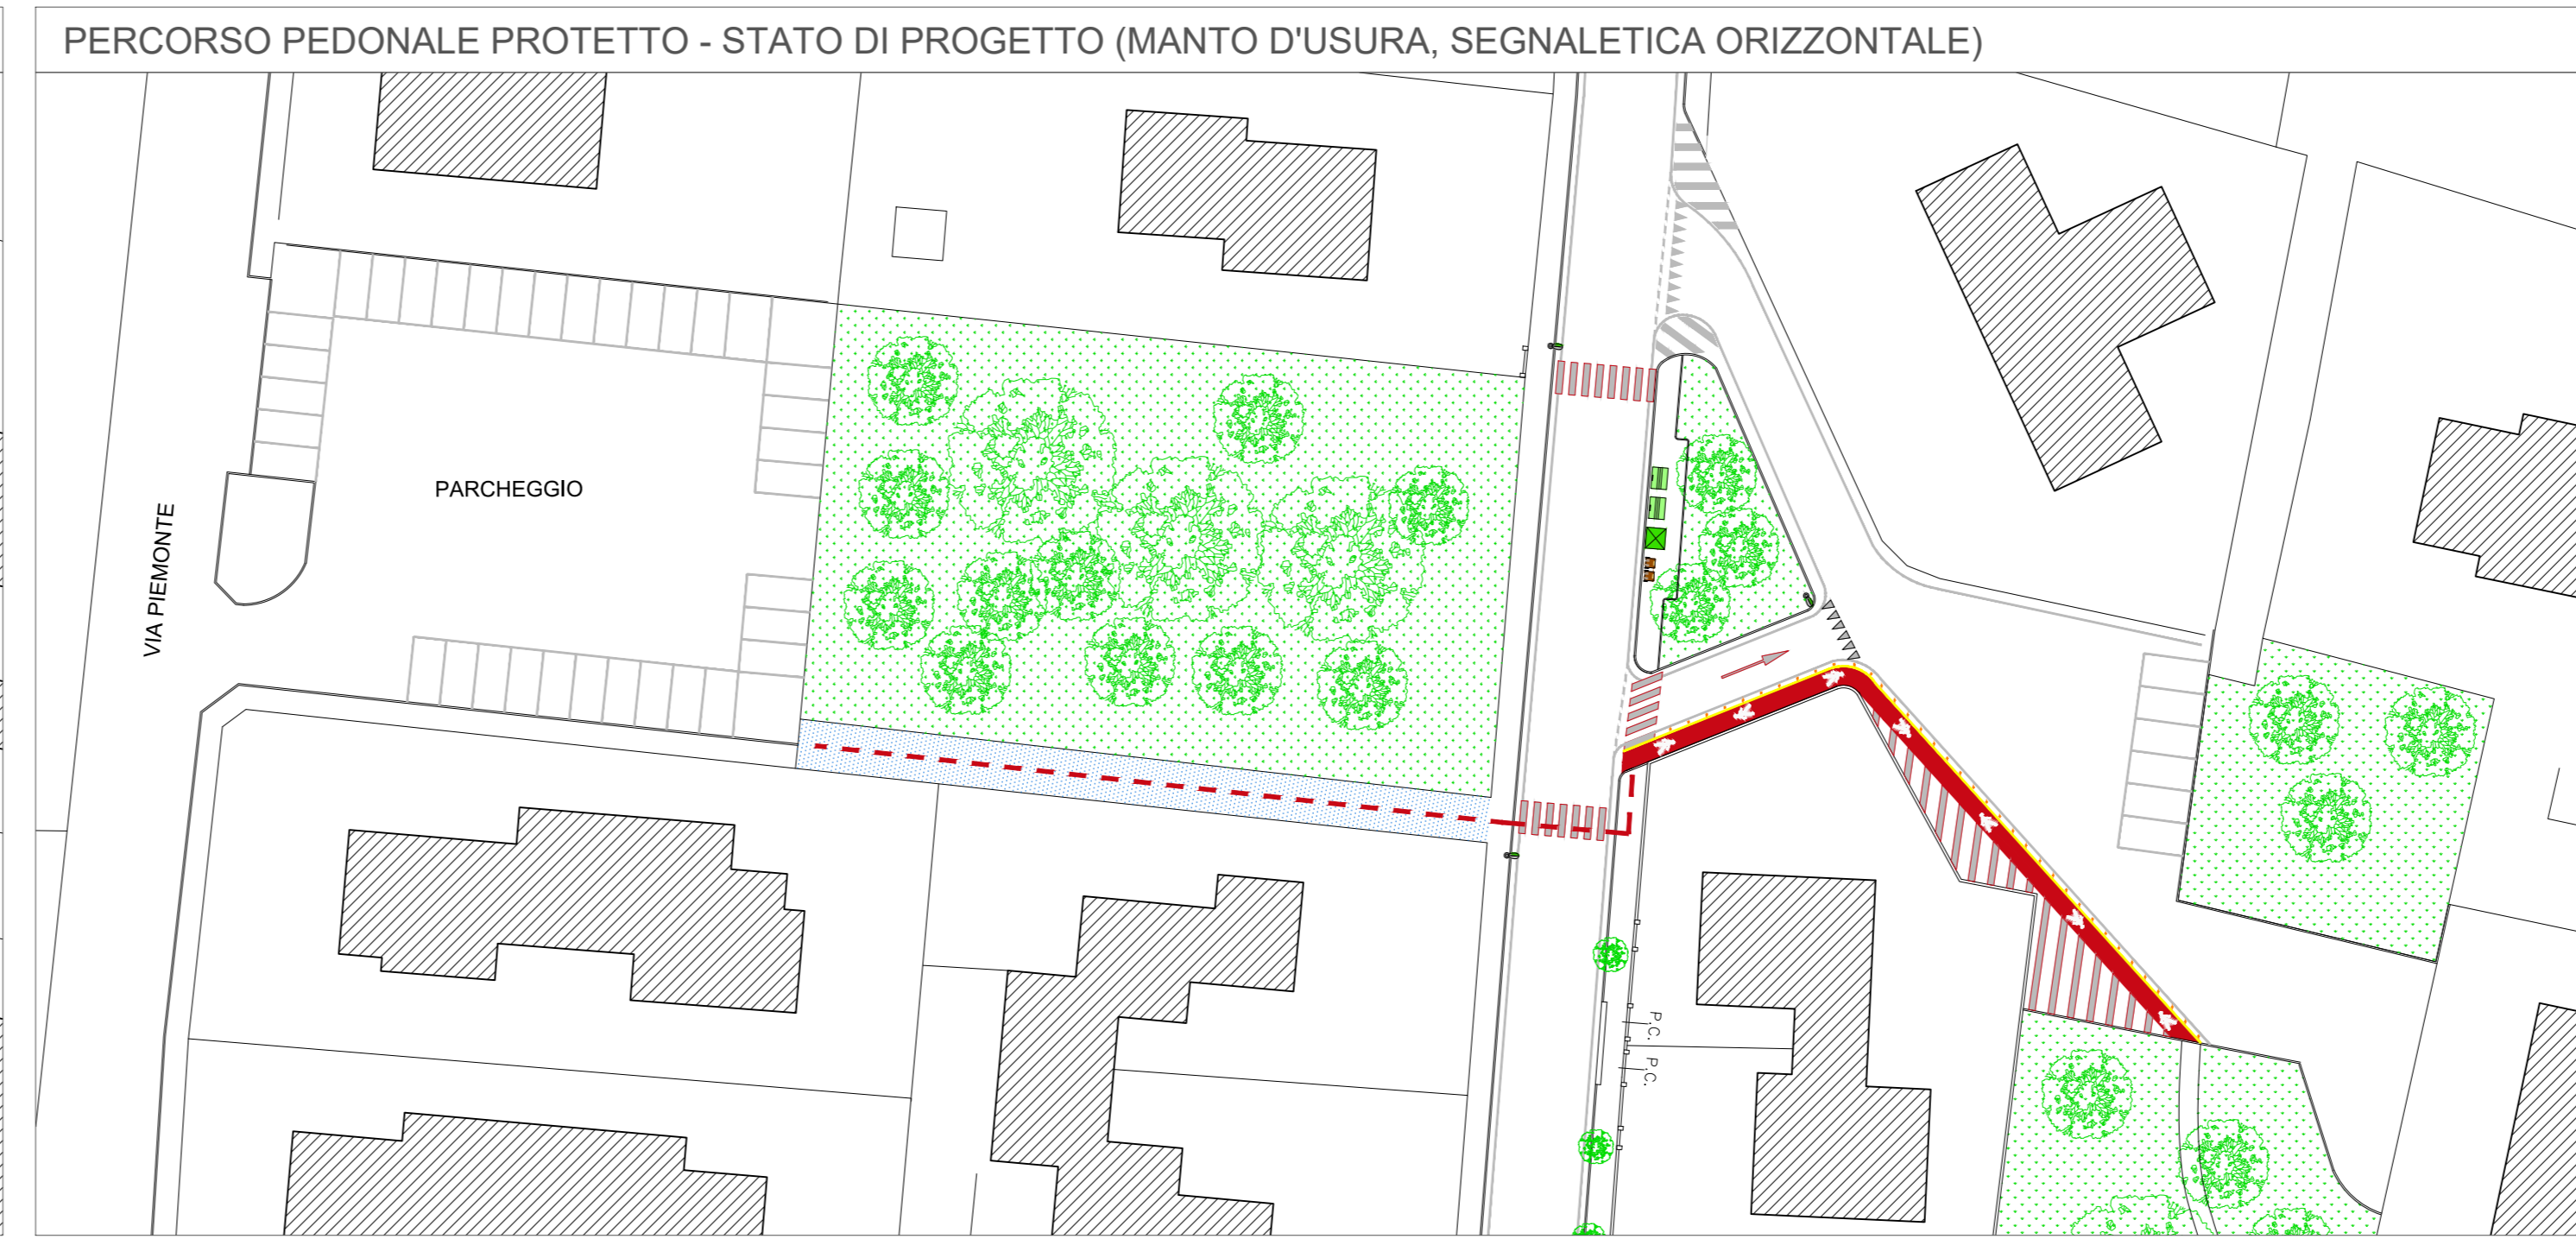 PERCORSO PEDONALE PROTETTO - STATO DI PROGETTO (MANTO D'USURA, SEGNALETICA ORIZZONTALE)
PARCHEGGIO
VIA PIEMONTE
P.C.
P.C.